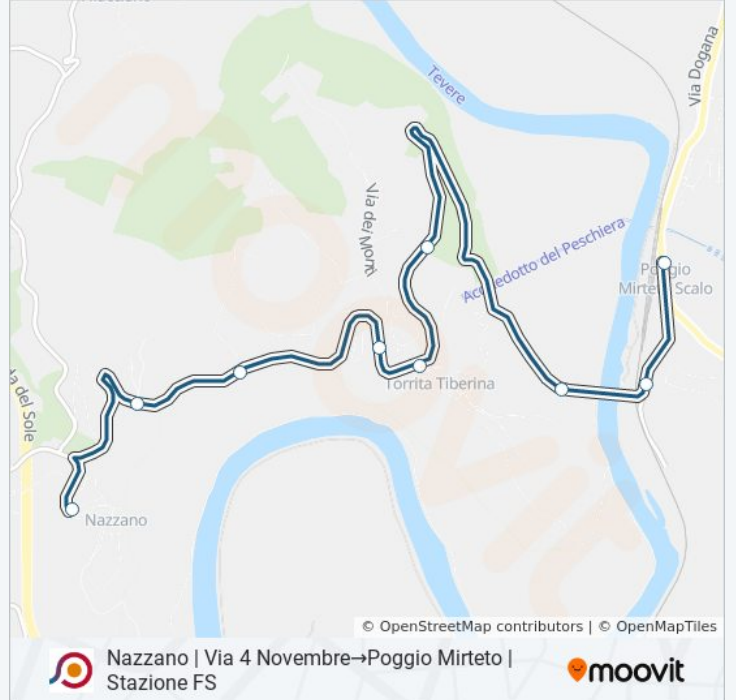 Tevere
Via Dogana
Via dei Monti
Acquedotto del Peschiera
Poggio
Mirteto Scalo
Torrita Tiberina
del Sole
Nazzano
© OpenStreetMap contributors | © OpenMapTiles
Nazzano | Via 4 Novembre→Poggio Mirteto |
Stazione FS
moovit